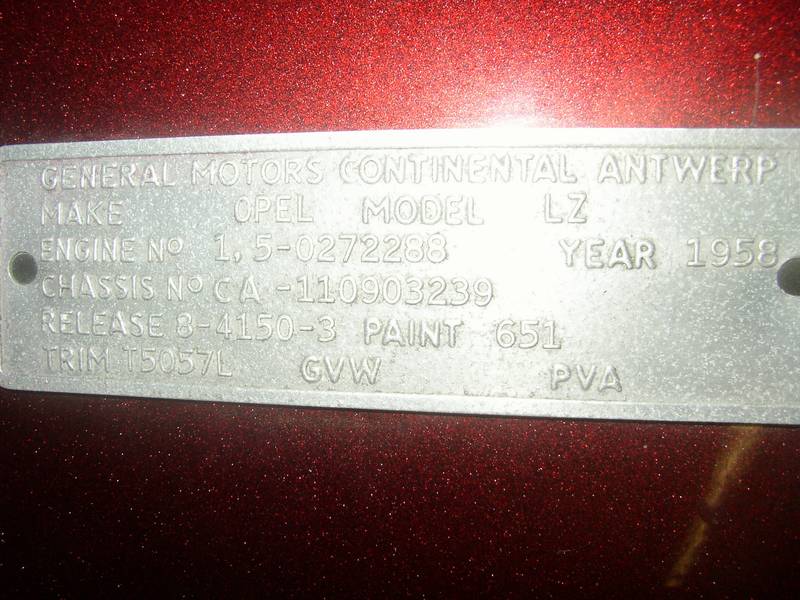 GENERAL MOTORS CONTINENTAL ANTWERP
MAKE OPEL MODEL LZ
ENGINE NO 1,5-0272288 YEAR 1958
CHASSIS NO CA -110903239
RELEASE 8-4150-3 PAINT 651
TRIM T5057L GVW PVA